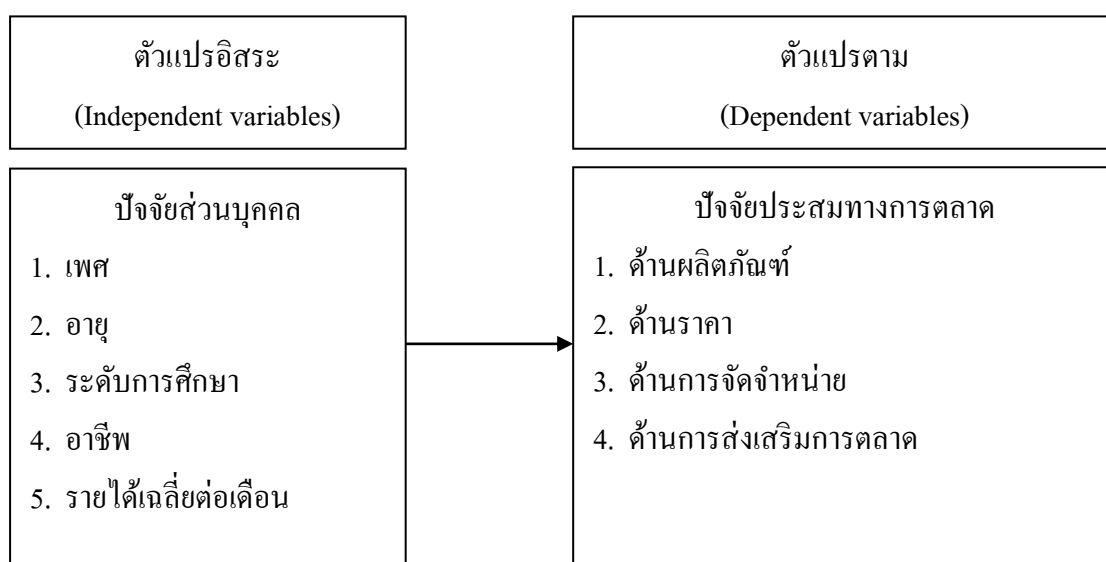 ตัวแปรอิสระ
(Independent variables)
ตัวแปรตาม
(Dependent variables)
ปัจจัยส่วนบุคคล
1. เพศ
2. อายุ
3. ระดับการศึกษา
4. อาชีพ
5. รายได้เฉลี่ยต่อเดือน
ปัจจัยประสมทางการตลาด
1. ด้านผลิตภัณฑ์
2. ด้านราคา
3. ด้านการจัดจำหน่าย
4. ด้านการส่งเสริมการตลาด